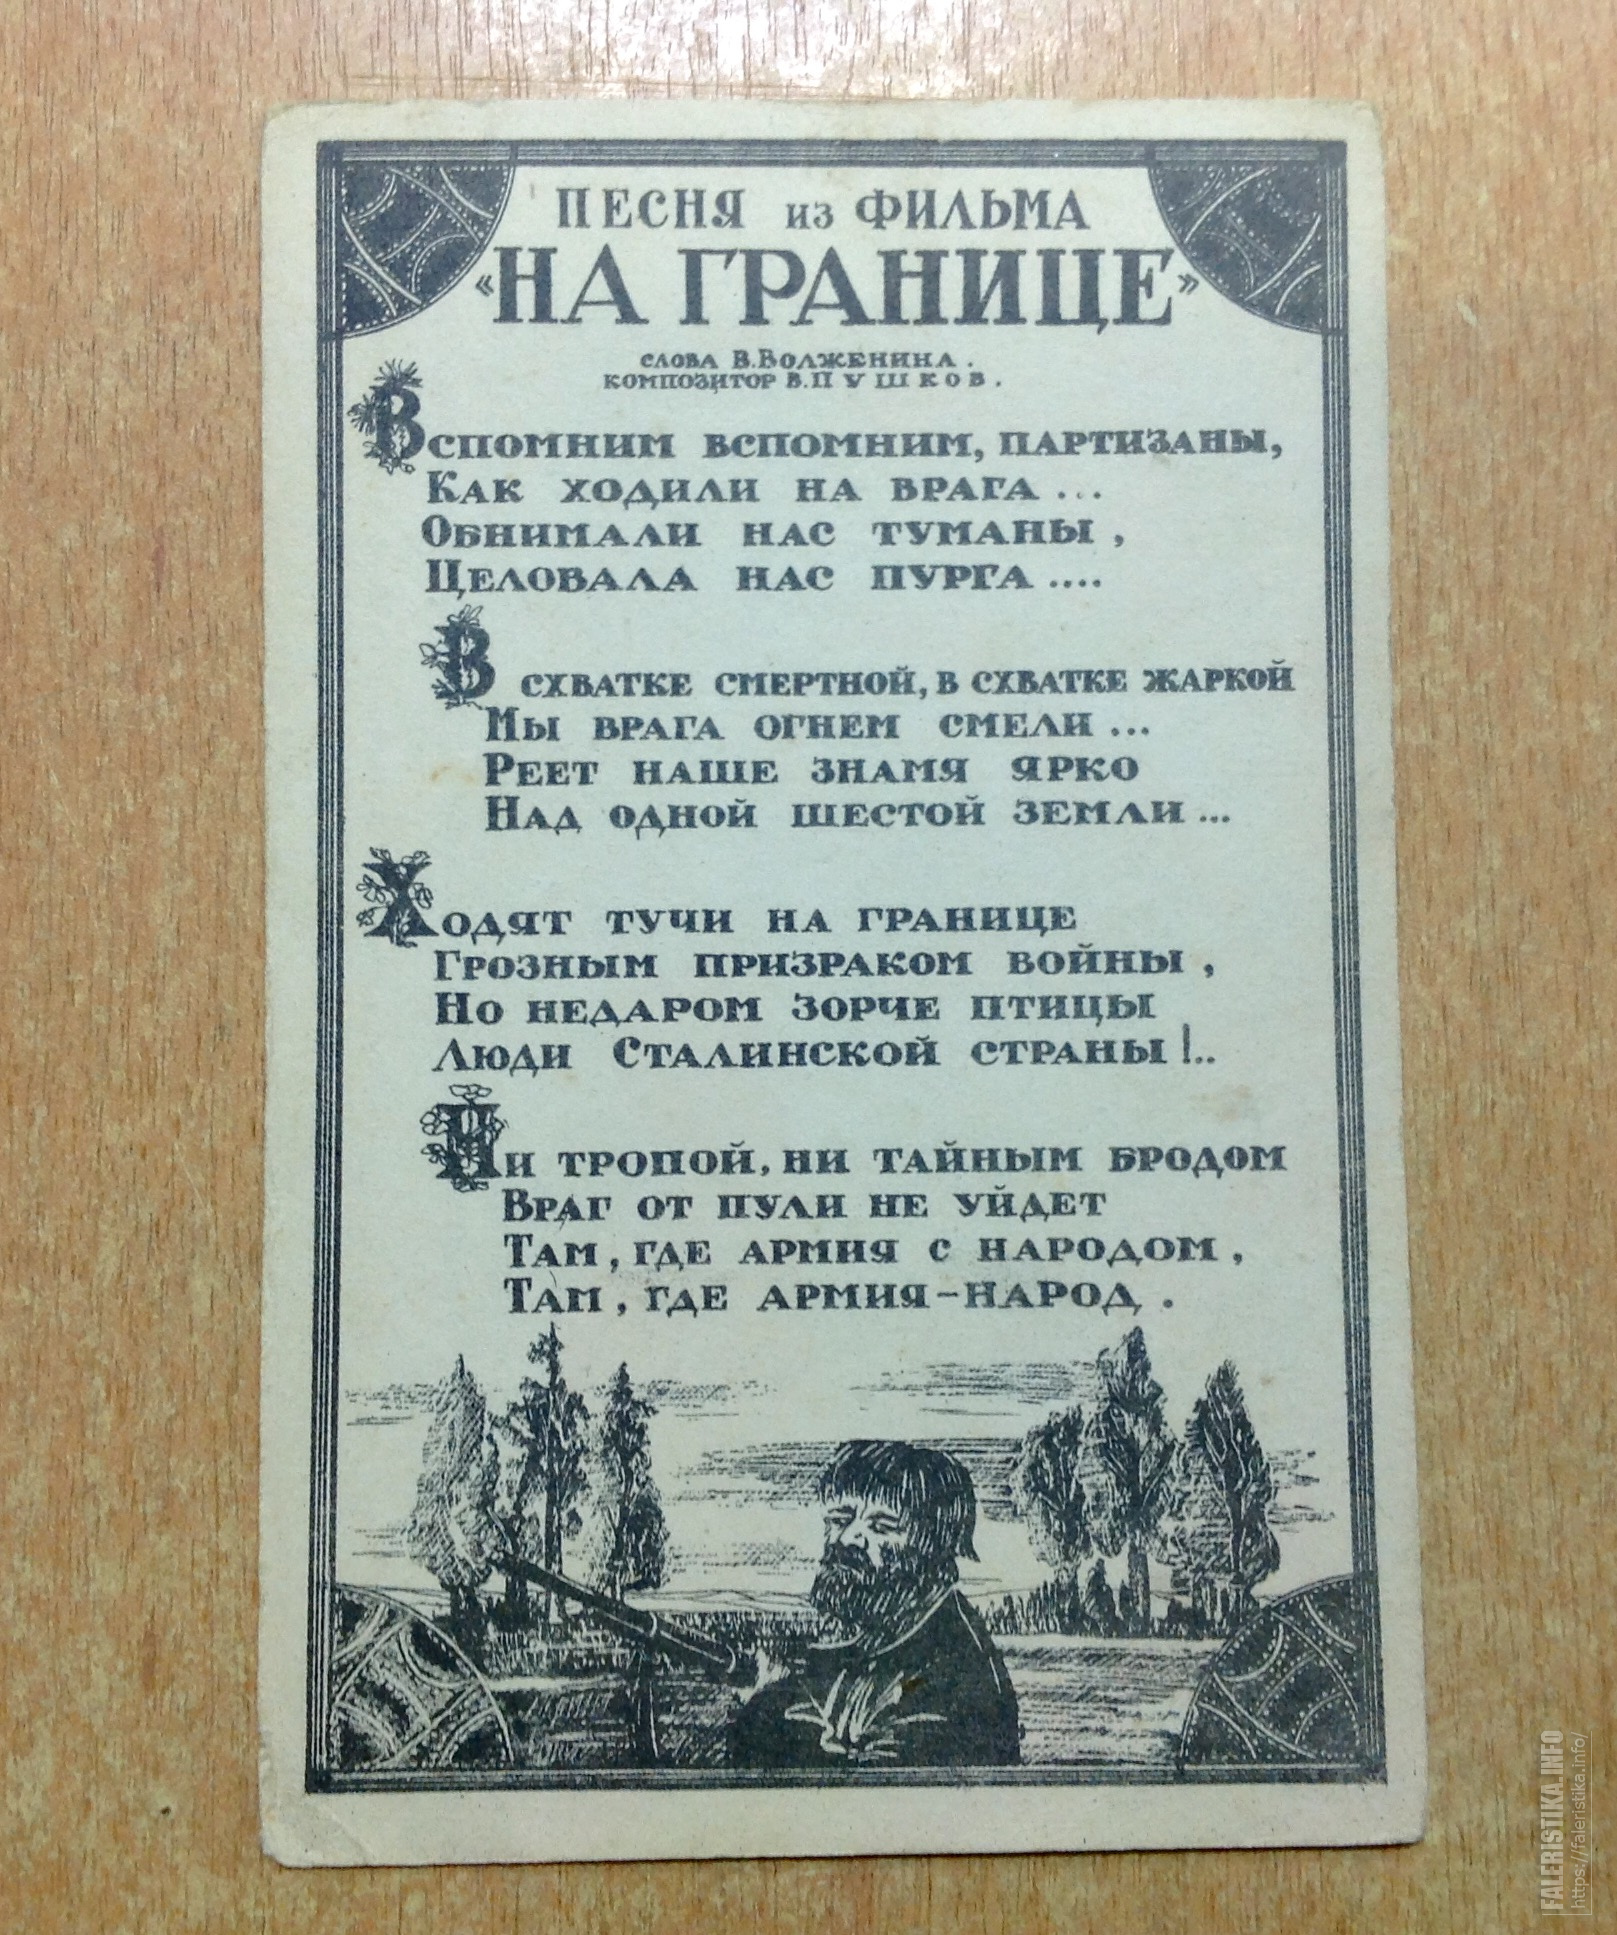 ПЕСНЯ ИЗ ФИЛЬМА
«НА ГРАНИЦЕ»
СЛОВА В.ВОЛЖЕНИНА.
КОМПОЗИТОР В.ПУШКОВ.
ВСПОМНИМ ВСПОМНИМ, ПАРТИЗАНЫ,
КАК ХОДИЛИ НА ВРАГА...
ОБНИМАЛИ НАС ТУМАНЫ,
ЦЕЛОВАЛА НАС ПУРГА....
В СХВАТКЕ СМЕРТНОЙ, В СХВАТКЕ ЖАРКОЙ
МЫ ВРАГА ОГНЕМ СМЕЛИ...
РЕЕТ НАШЕ ЗНАМЯ ЯРКО
НАД ОДНОЙ ШЕСТОЙ ЗЕМЛИ...
ХОДЯТ ТУЧИ НА ГРАНИЦЕ
ГРОЗНЫМ ПРИЗРАКОМ ВОЙНЫ,
НО НЕДАРОМ ЗОРЧЕ ПТИЦЫ
ЛЮДИ СТАЛИНСКОЙ СТРАНЫ!..
НИ ТРОПОЙ, НИ ТАЙНЫМ БРОДОМ
ВРАГ ОТ ПУЛИ НЕ УЙДЕТ
ТАМ, ГДЕ АРМИЯ С НАРОДОМ,
ТАМ, ГДЕ АРМИЯ-НАРОД.
FALERISTIKA.INFO
https://faleristika.info/